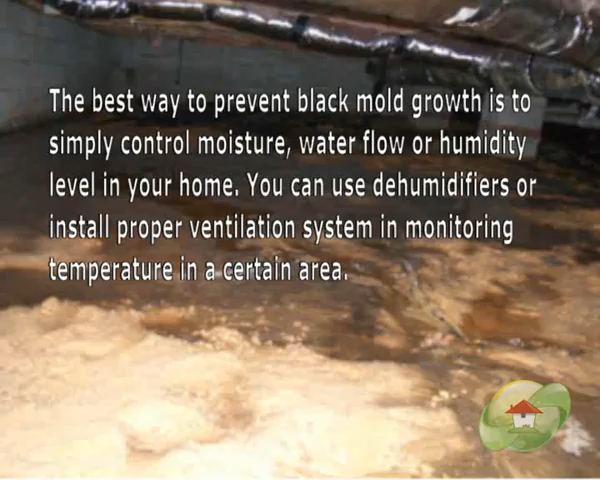 The best way to prevent black mold growth is to
simply control moisture, water flow or humidity
level in your home. You can use dehumidifiers or
install proper ventilation system in monitoring
temperature in a certain area.